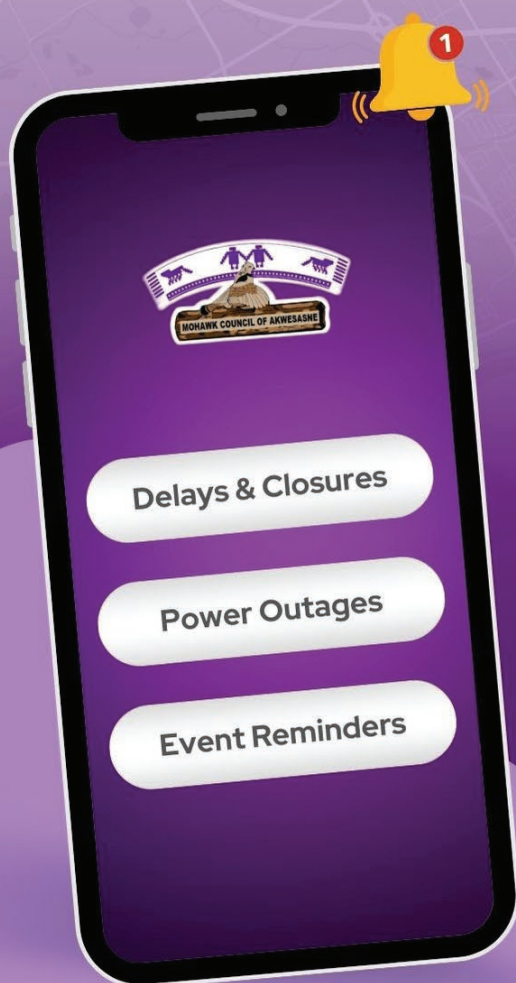 1
MOHAWK COUNCIL OF AKWESASNE
Delays & Closures
Power Outages
Event Reminders